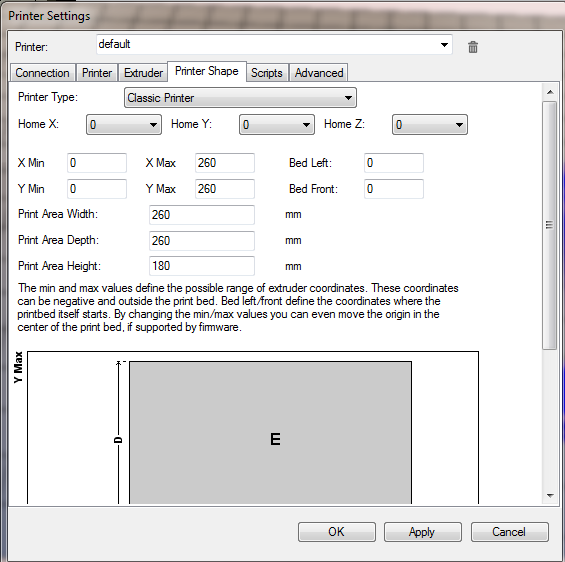 Printer Settings
Printer: default
Connection Printer Extruder Printer Shape Scripts Advanced
Printer Type: Classic Printer
Home X: 0 Home Y: 0 Home Z: 0
X Min 0 X Max 260 Bed Left: 0
Y Min 0 Y Max 260 Bed Front: 0
Print Area Width: 260 mm
Print Area Depth: 260 mm
Print Area Height: 180 mm
The min and max values define the possible range of extruder coordinates. These coordinates
can be negative and outside the print bed. Bed left/front define the coordinates where the
printbed itself starts. By changing the min/max values you can even move the origin in the
center of the print bed, if supported by firmware.
Y Max
D
E
OK Apply Cancel